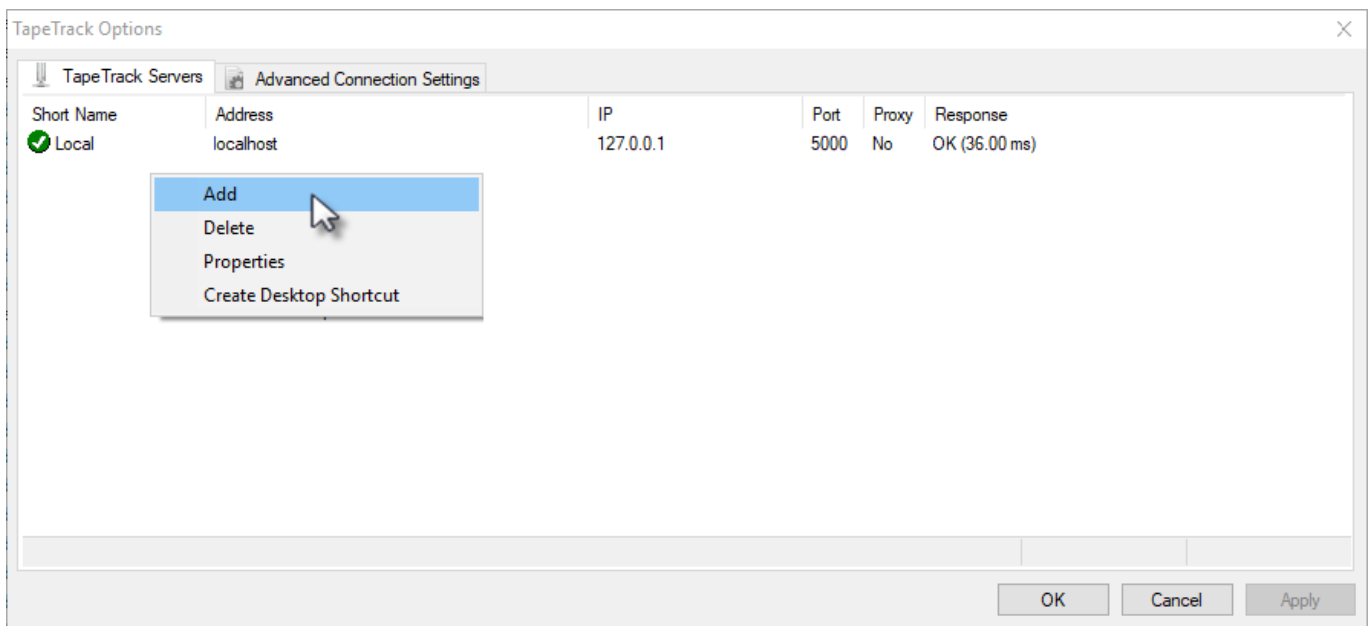 TapeTrack Options
TapeTrack Servers Advanced Connection Settings
Short Name Address IP Port Proxy Response
Local localhost 127.0.0.1 5000 No OK (36.00 ms)
Add
Delete
Properties
Create Desktop Shortcut
OK Cancel Apply